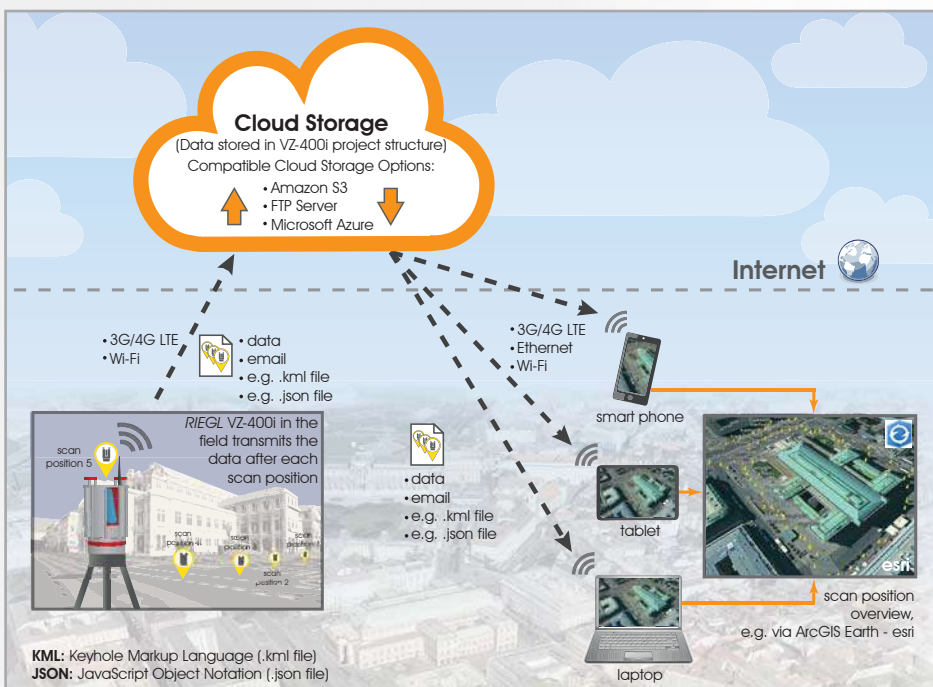 Cloud Storage
(Data stored in VZ-400i project structure)
Compatible Cloud Storage Options:
• Amazon S3
• FTP Server
• Microsoft Azure
Internet
• 3G/4G LTE
• Wi-Fi
• data
• email
• e.g. .kml file
• e.g. .json file
• 3G/4G LTE
• Ethernet
• Wi-Fi
smart phone
RIEGL VZ-400i in the
field transmits the
data after each
scan position
scan
position 5
scan
scan
scan
scan
position 2
• data
• email
• e.g. .kml file
• e.g. .json file
tablet
esri
laptop
scan position
overview,
e.g. via ArcGIS Earth - esri
KML: Keyhole Markup Language (.kml file)
JSON: JavaScript Object Notation (.json file)